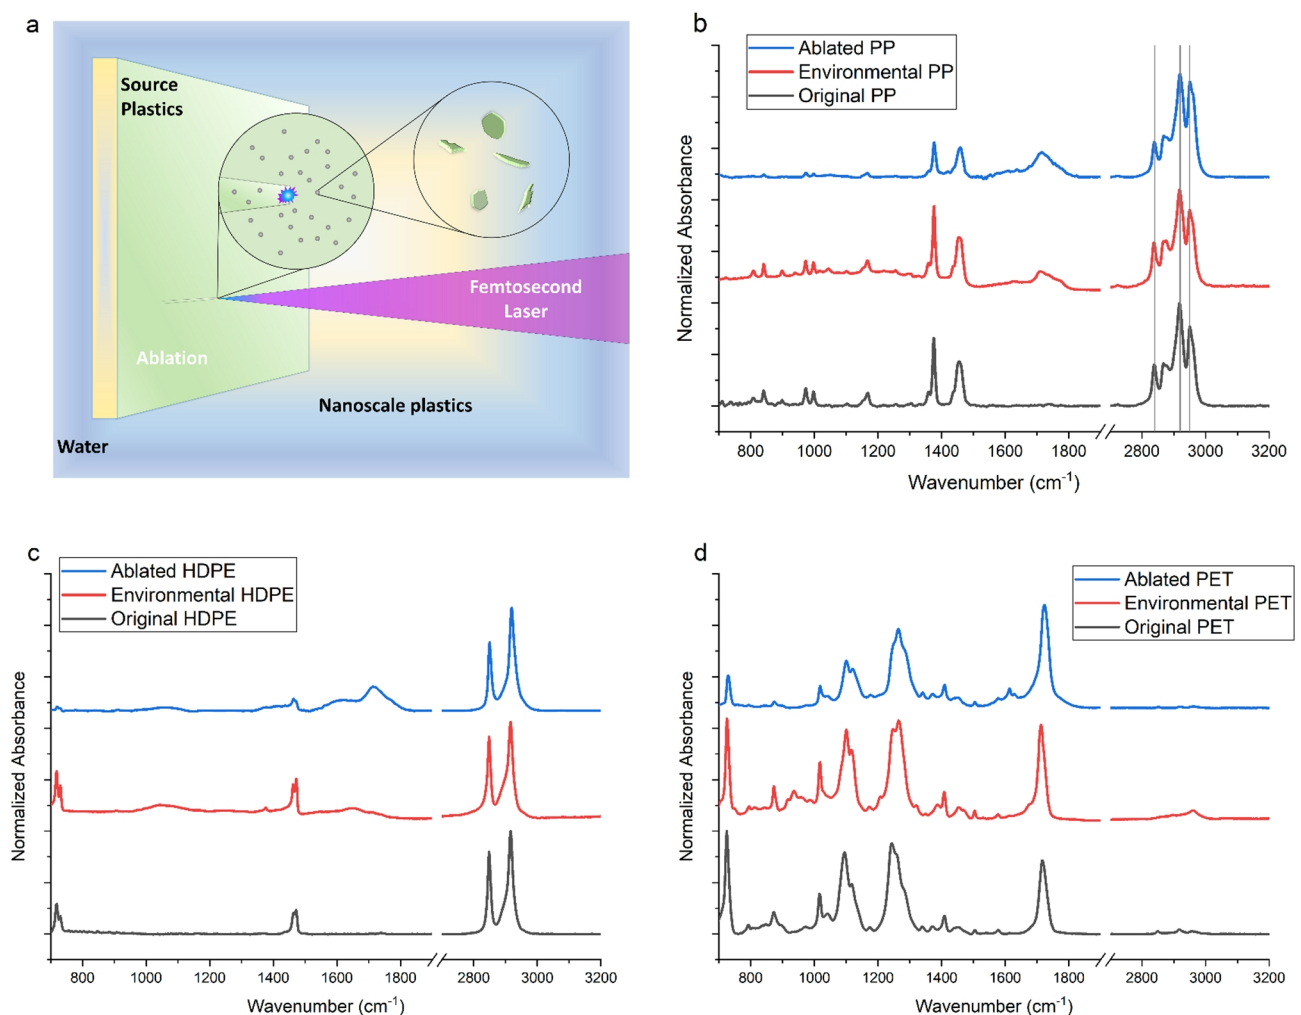 a
Source
Plastics
Femtosecond
Laser
Ablation
Nanoscale plastics
Water
b
Ablated PP
Environmental PP
Original PP
Normalized Absorbance
800 1000 1200 1400 1600 1800 2800 3000 3200
Wavenumber (cm-1)
c
Ablated HDPE
Environmental HDPE
Original HDPE
Normalized Absorbance
800 1000 1200 1400 1600 1800 2800 3000 3200
Wavenumber (cm-1)
d
Ablated PET
Environmental PET
Original PET
Normalized Absorbance
800 1000 1200 1400 1600 1800 2800 3000 3200
Wavenumber (cm-1)